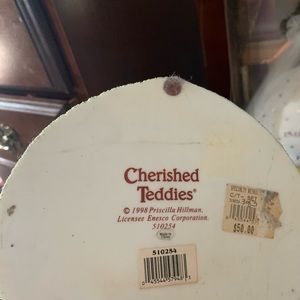 Cherished
Teddies®
© 1998 Priscilla Hillman,
Licensee Enesco Corporation.
510254
510254
$50.00